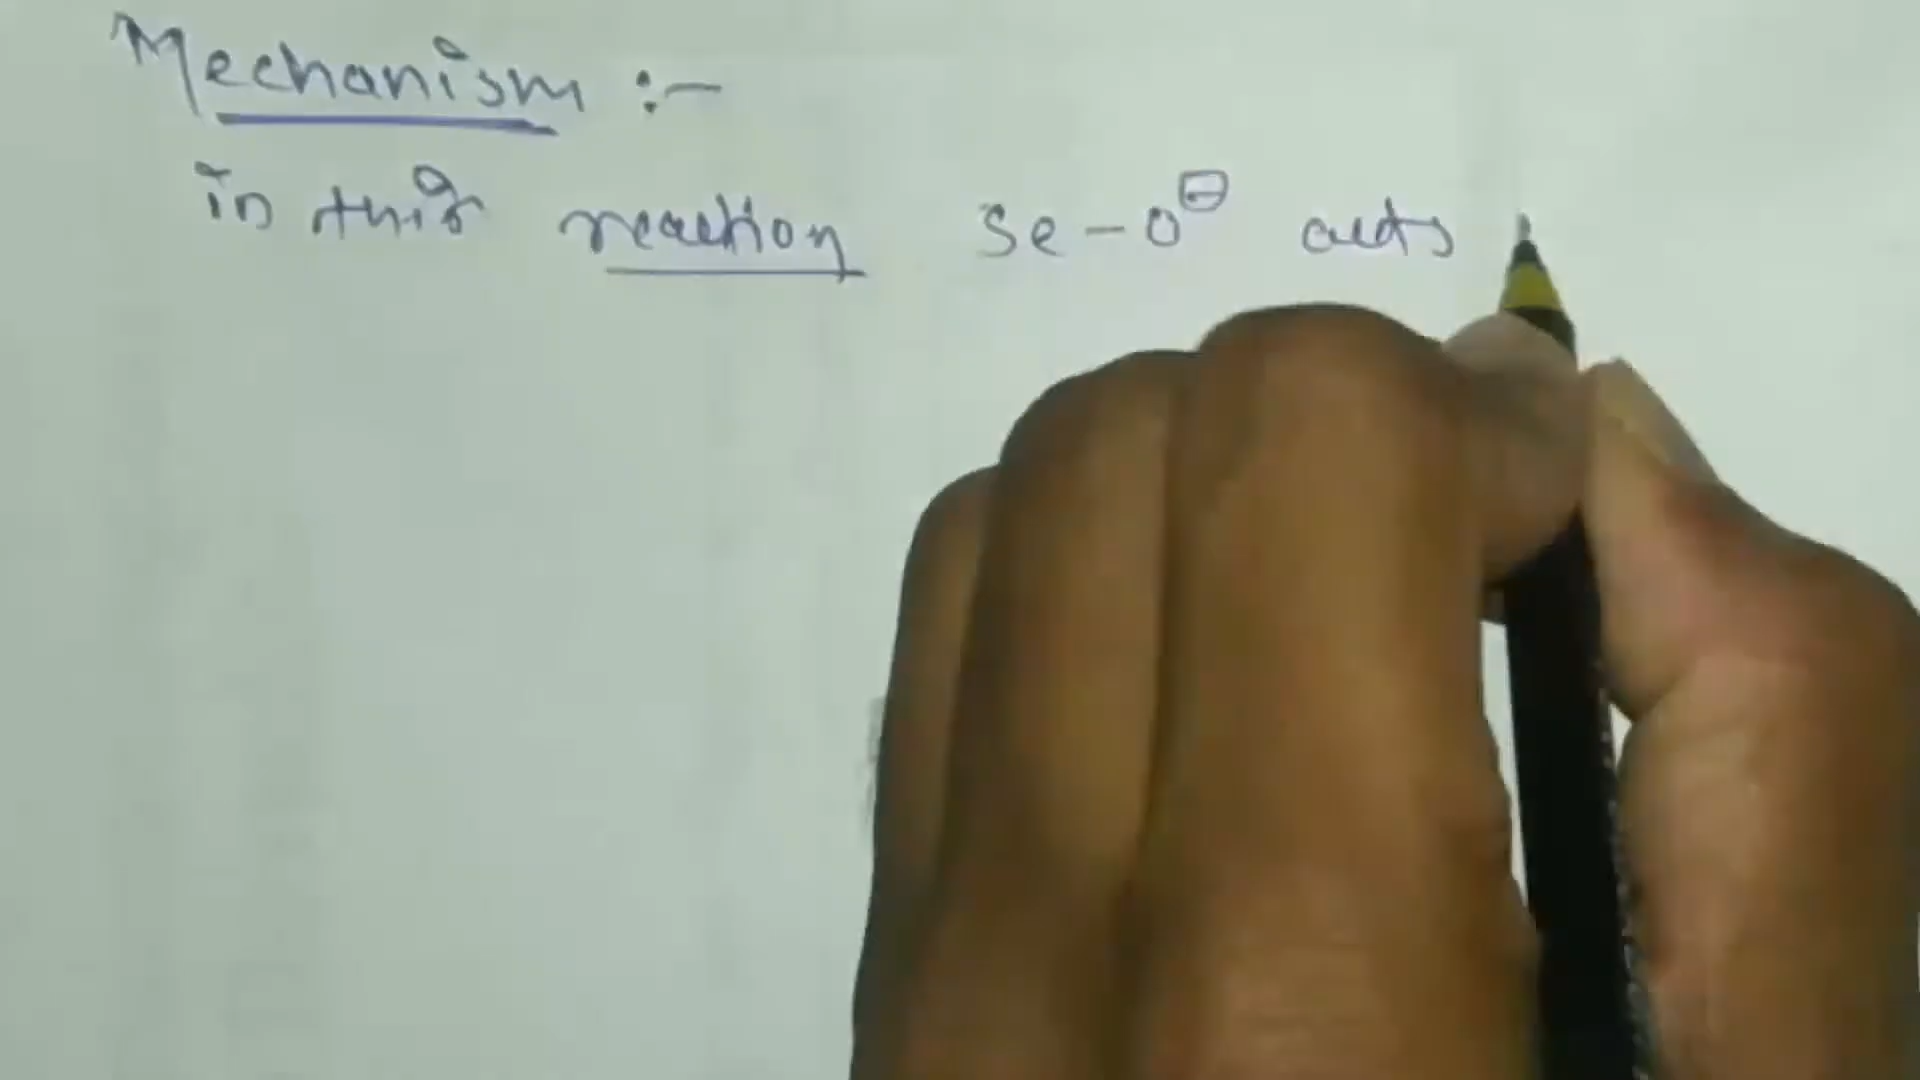 Mechanism :-
in this reaction Se-O⊖ acts